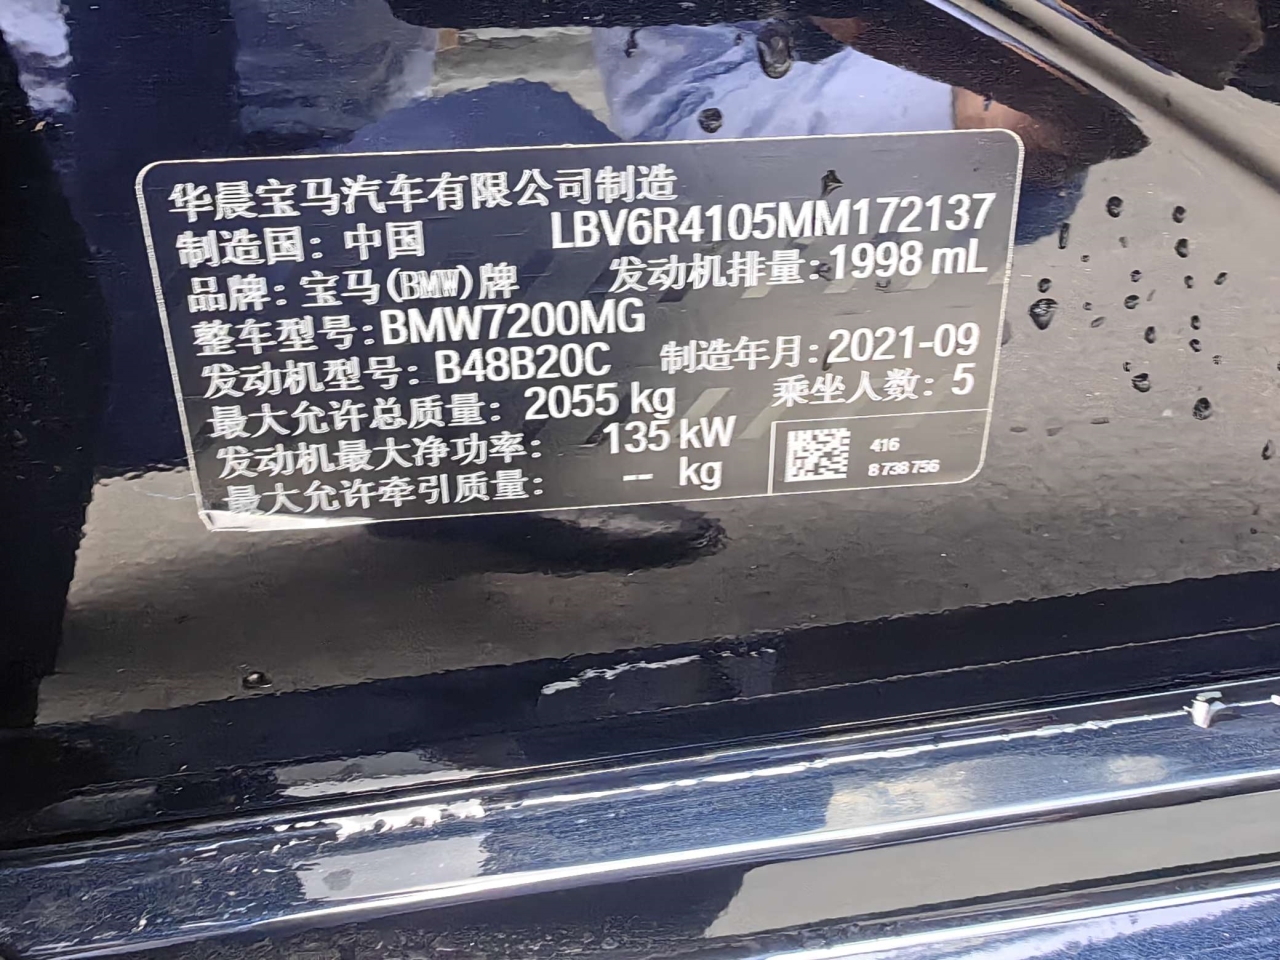 华晨宝马汽车有限公司制造
制造国：中国 LBV6R4105MM172137
品牌：宝马(BMW)牌 发动机排量：1998 mL
整车型号：BMW7200MG
发动机型号：B48B20C 制造年月：2021-09
最大允许总质量：2055 kg 乘坐人数：5
发动机最大净功率：135 kW
最大允许牵引质量：-- kg
416
8 738 756